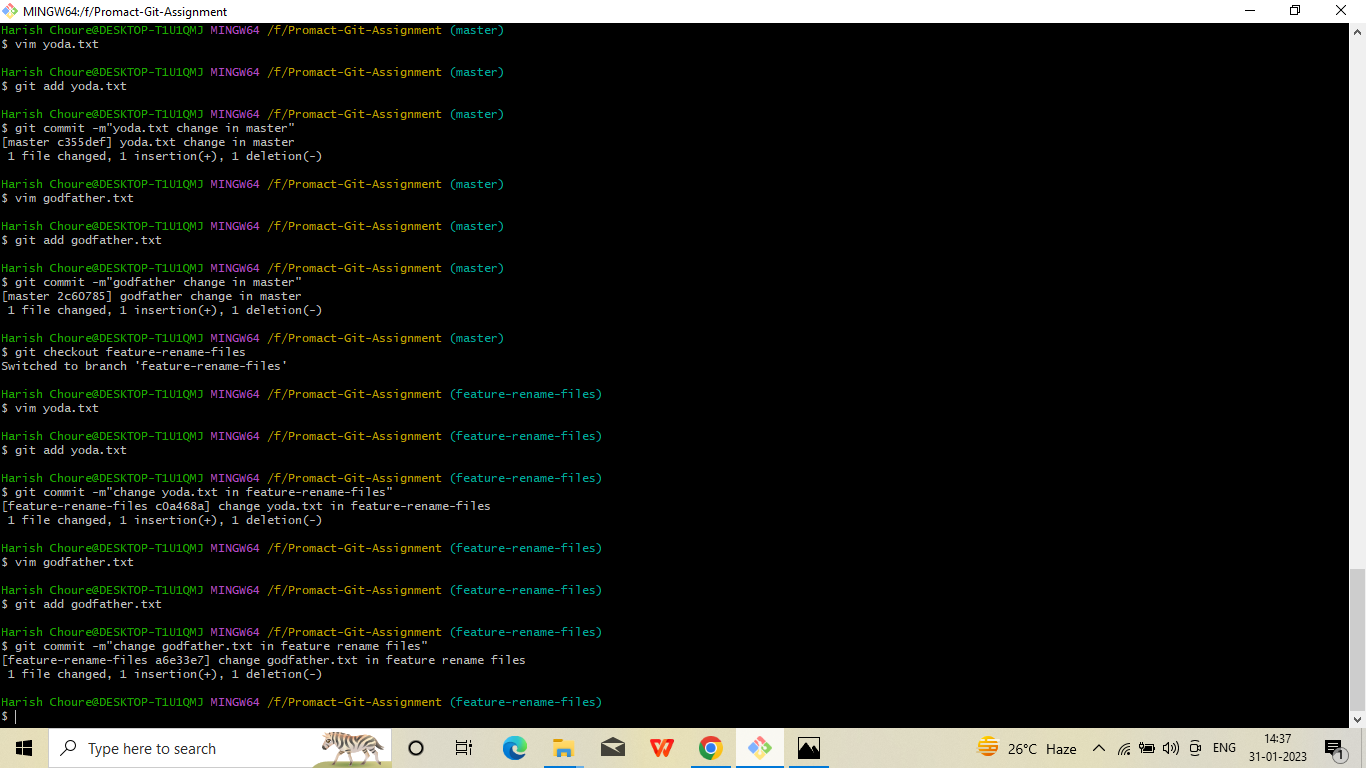 MINGW64:/f/Promact-Git-Assignment
Harish Choure@DESKTOP-T1U1QMJ MINGW64 /f/Promact-Git-Assignment (master)
$ vim yoda.txt
Harish Choure@DESKTOP-T1U1QMJ MINGW64 /f/Promact-Git-Assignment (master)
$ git add yoda.txt
Harish Choure@DESKTOP-T1U1QMJ MINGW64 /f/Promact-Git-Assignment (master)
$ git commit -m"yoda.txt change in master"
[master c355def] yoda.txt change in master
1 file changed, 1 insertion(+), 1 deletion(-)
Harish Choure@DESKTOP-T1U1QMJ MINGW64 /f/Promact-Git-Assignment (master)
$ vim godfather.txt
Harish Choure@DESKTOP-T1U1QMJ MINGW64 /f/Promact-Git-Assignment (master)
$ git add godfather.txt
Harish Choure@DESKTOP-T1U1QMJ MINGW64 /f/Promact-Git-Assignment (master)
$ git commit -m"godfather change in master"
[master 2c60785] godfather change in master
1 file changed, 1 insertion(+), 1 deletion(-)
Harish Choure@DESKTOP-T1U1QMJ MINGW64 /f/Promact-Git-Assignment (master)
$ git checkout feature-rename-files
Switched to branch 'feature-rename-files'
Harish Choure@DESKTOP-T1U1QMJ MINGW64 /f/Promact-Git-Assignment (feature-rename-files)
$ vim yoda.txt
Harish Choure@DESKTOP-T1U1QMJ MINGW64 /f/Promact-Git-Assignment (feature-rename-files)
$ git add yoda.txt
Harish Choure@DESKTOP-T1U1QMJ MINGW64 /f/Promact-Git-Assignment (feature-rename-files)
$ git commit -m"change yoda.txt in feature-rename-files"
[feature-rename-files c0a468a] change yoda.txt in feature-rename-files
1 file changed, 1 insertion(+), 1 deletion(-)
Harish Choure@DESKTOP-T1U1QMJ MINGW64 /f/Promact-Git-Assignment (feature-rename-files)
$ vim godfather.txt
Harish Choure@DESKTOP-T1U1QMJ MINGW64 /f/Promact-Git-Assignment (feature-rename-files)
$ git add godfather.txt
Harish Choure@DESKTOP-T1U1QMJ MINGW64 /f/Promact-Git-Assignment (feature-rename-files)
$ git commit -m"change godfather.txt in feature rename files"
[feature-rename-files a6e33e7] change godfather.txt in feature rename files
1 file changed, 1 insertion(+), 1 deletion(-)
Harish Choure@DESKTOP-T1U1QMJ MINGW64 /f/Promact-Git-Assignment (feature-rename-files)
$
Type here to search
26°C Haze
ENG
14:37
31-01-2023
1